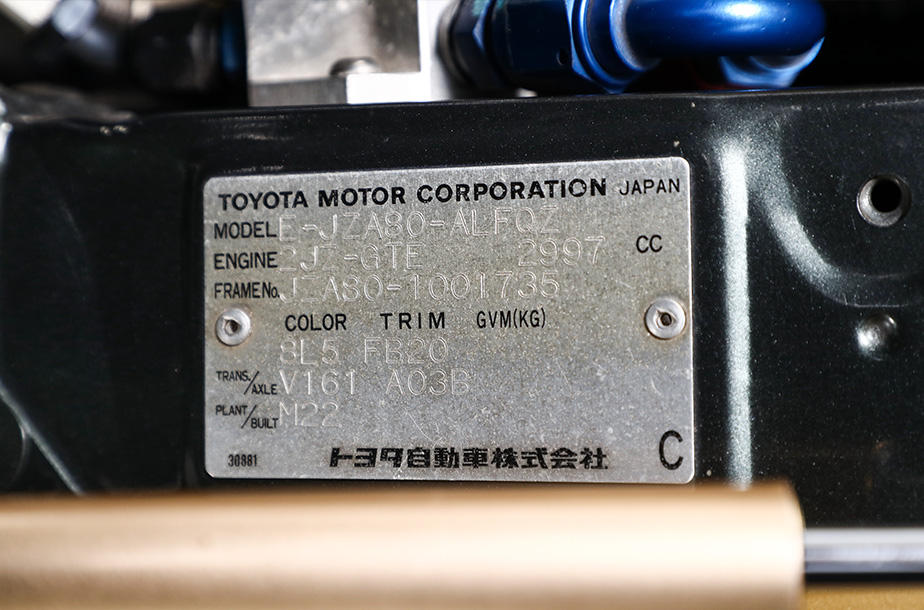 TOYOTA MOTOR CORPORATION JAPAN
MODEL E-JZA80-ALFQZ
ENGINE 2JZ-GTE 2997 CC
FRAME No. JZA80-1001735
COLOR TRIM GVM(KG)
8L5 FB20
TRANS./AXLE V161 A03B
PLANT/BUILT M22
30881 トヨタ自動車株式会社 C